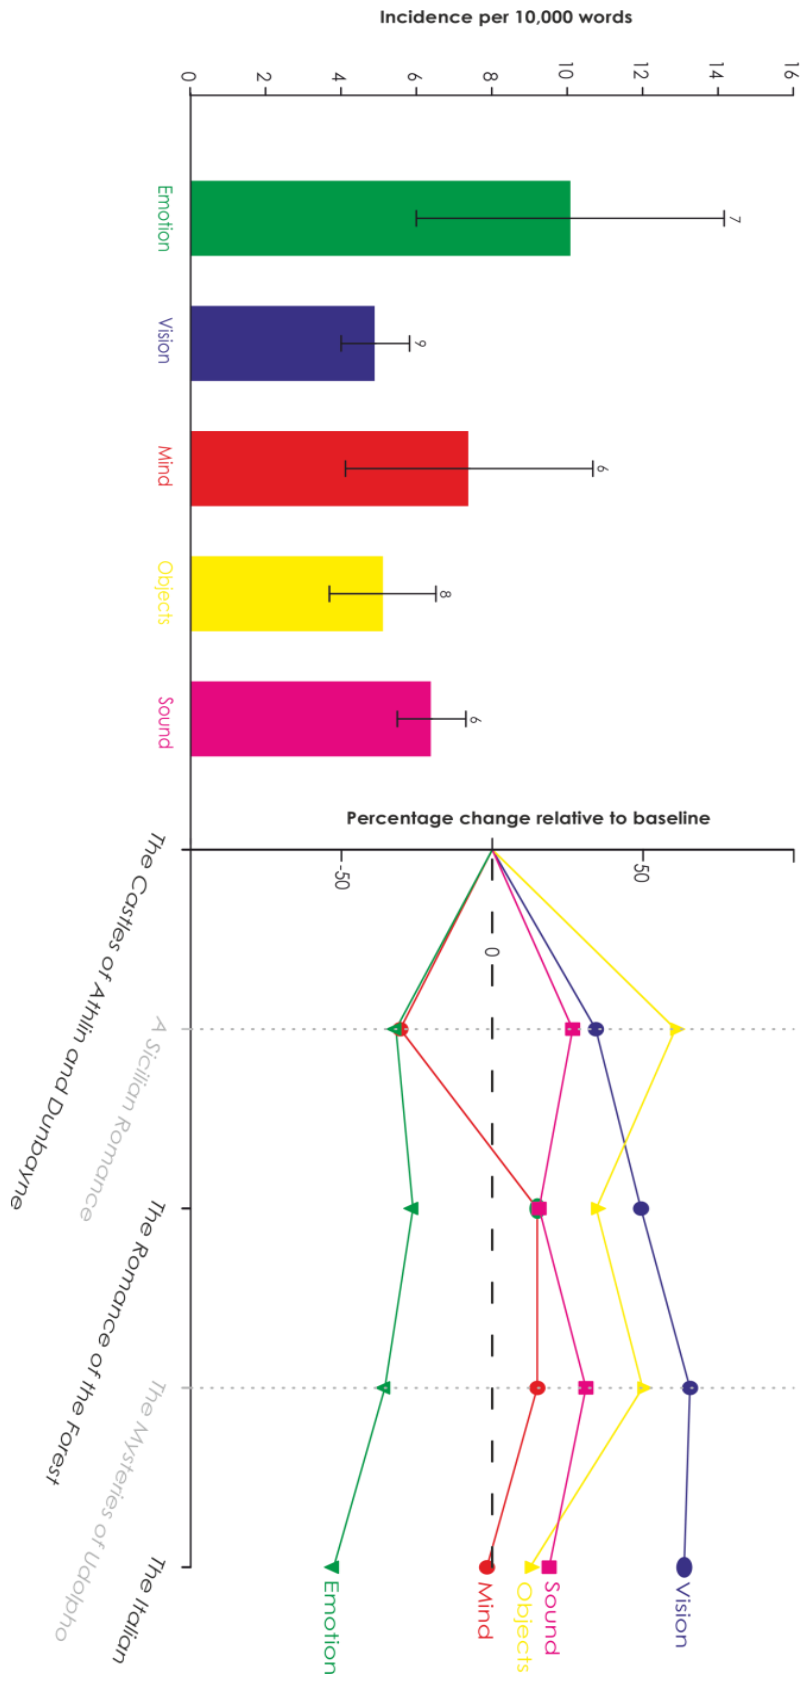 Incidence per 10,000 words
0
2
4
6
8
10
12
14
16
Emotion
7
Vision
9
Mind
6
Objects
8
Sound
6
Percentage change relative to baseline
-50
50
0
The Castles of Athlin and Dunbayne
A Sicilian Romance
The Romance of the Forest
The Mysteries of Udolpho
The Italian
Emotion
Mind
Objects
Sound
Vision